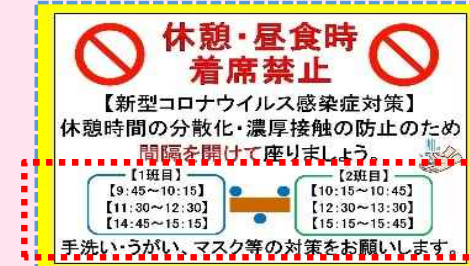 休憩・昼食時
着席禁止
【新型コロナウイルス感染症対策】
休憩時間の分散化・濃厚接触の防止のため
間隔を開けて座りましょう。
【1班目】
【9:45～10:15】
【11:30～12:30】
【14:45～15:15】
【2班目】
【10:15～10:45】
【12:30～13:30】
【15:15～15:45】
手洗い・うがい、マスク等の対策をお願いします。